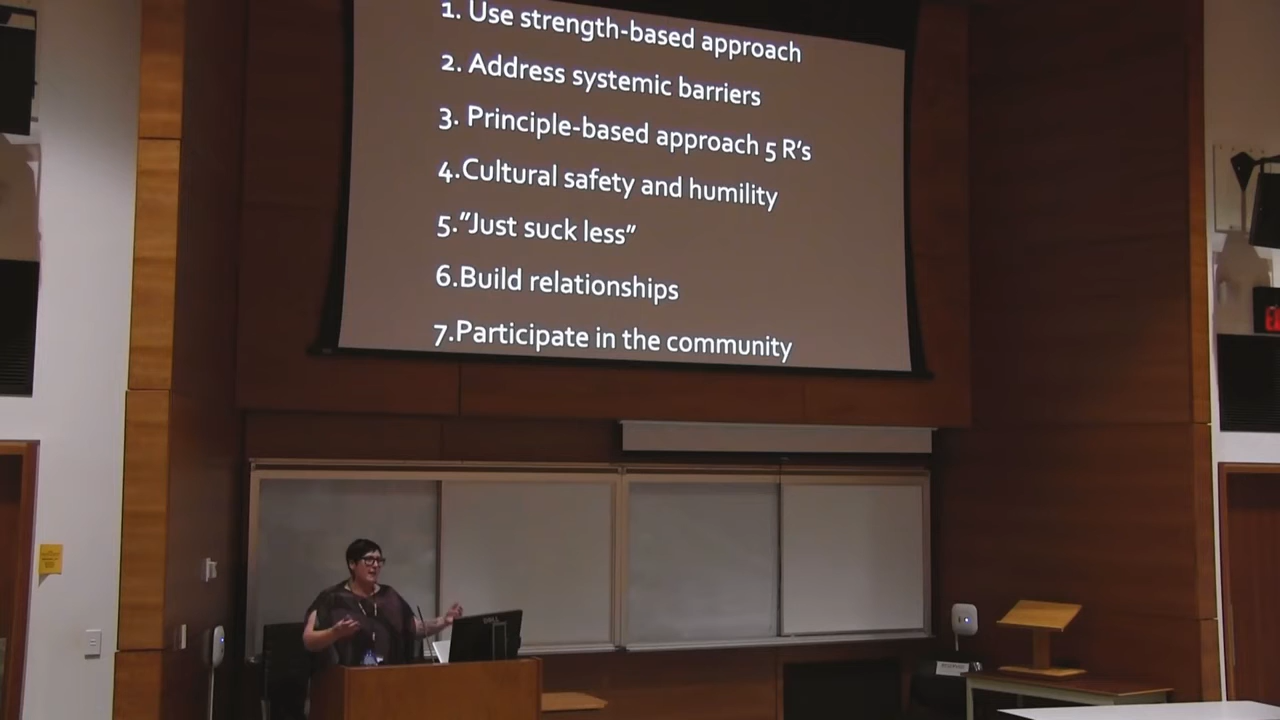 1. Use strength-based approach
2. Address systemic barriers
3. Principle-based approach 5 R's
4.Cultural safety and humility
5."Just suck less"
6.Build relationships
7.Participate in the community
DELL